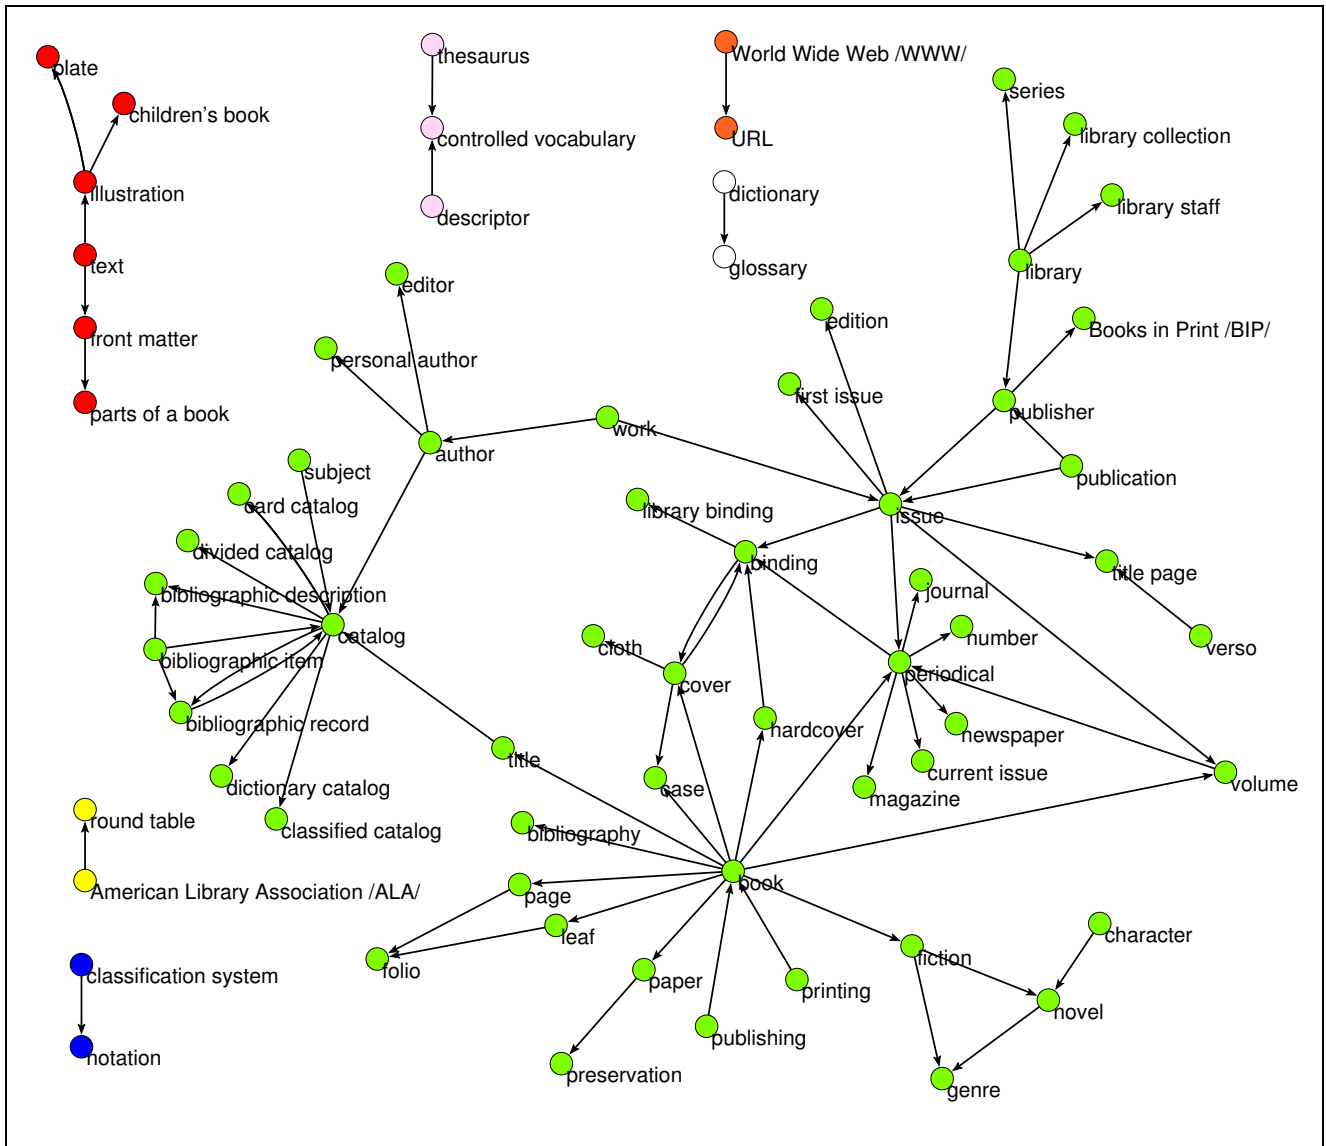 plate
children's book
illustration
text
front matter
parts of a book
thesaurus
controlled vocabulary
descriptor
World Wide Web /WWW/
URL
dictionary
glossary
series
library collection
library staff
library
Books in Print /BIP/
publisher
publication
editor
personal author
author
work
edition
first issue
issue
subject
card catalog
divided catalog
bibliographic description
catalog
bibliographic item
bibliographic record
dictionary catalog
classified catalog
library binding
binding
title page
verso
journal
number
periodical
newspaper
current issue
magazine
volume
cloth
cover
hardcover
case
title
bibliography
book
page
leaf
folio
paper
printing
publishing
preservation
fiction
character
novel
genre
round table
American Library Association /ALA/
classification system
notation